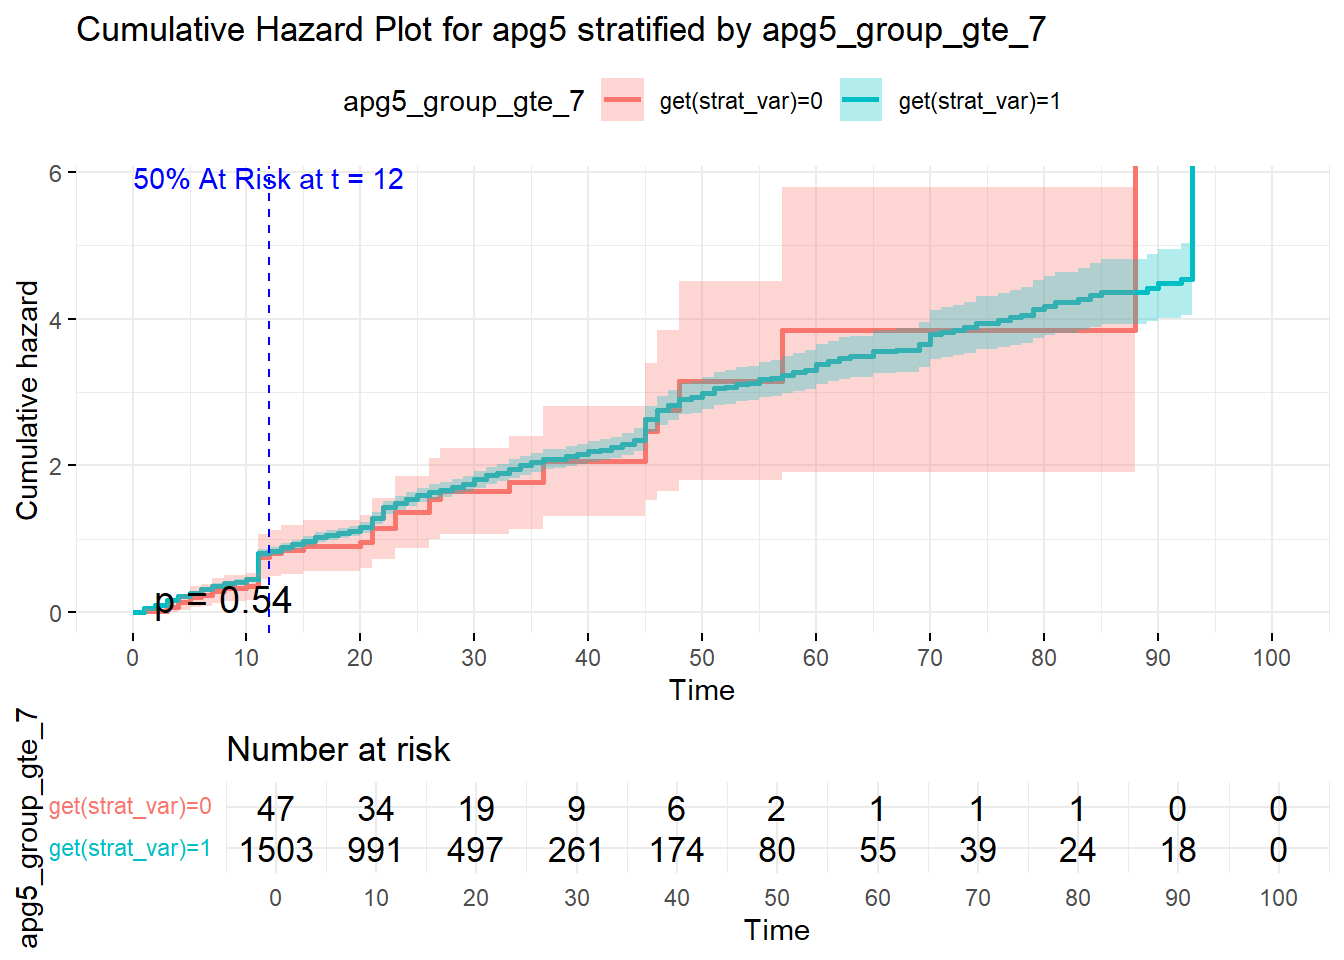 Cumulative Hazard Plot for apg5 stratified by apg5_group_gte_7
apg5_group_gte_7 get(strat_var)=0 get(strat_var)=1
50% At Risk at t = 12
Cumulative hazard
6
4
2
0
p = 0.54
0 10 20 30 40 50 60 70 80 90 100
Time
Number at risk
apg5_group_gte_7
get(strat_var)=0 47 34 19 9 6 2 1 1 1 0 0
get(strat_var)=1 1503 991 497 261 174 80 55 39 24 18 0
0 10 20 30 40 50 60 70 80 90 100
Time